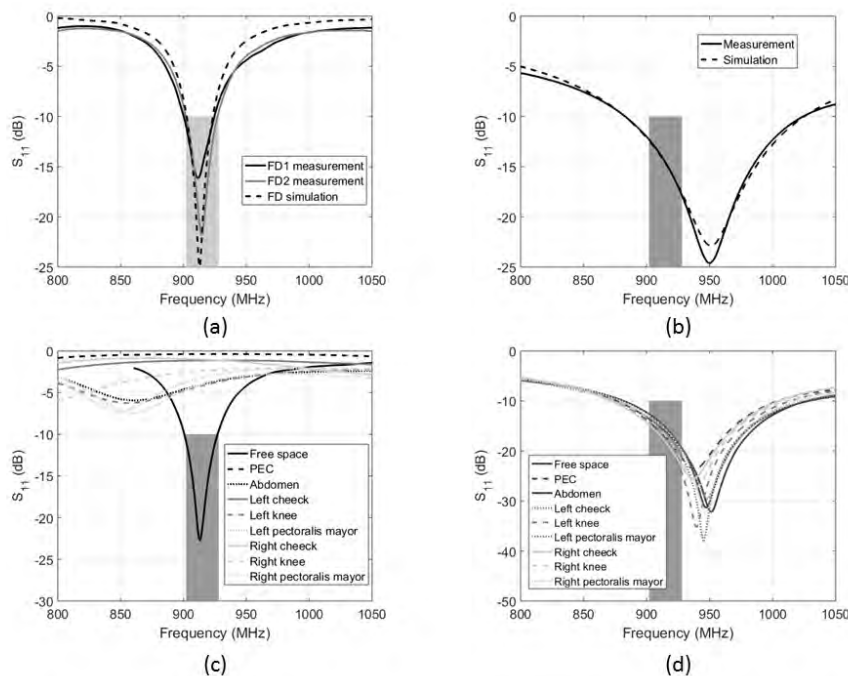 0
-5
-10
-15
-20
-25
S11 (dB)
FD1 measurement
FD2 measurement
FD simulation
800 850 900 950 1000 1050
Frequency (MHz)
(a)
0
-5
-10
-15
-20
-25
S11 (dB)
Measurement
Simulation
800 850 900 950 1000 1050
Frequency (MHz)
(b)
0
-5
-10
-15
-20
-25
-30
S11 (dB)
Free space
PEC
Abdomen
Left cheeck
Left knee
Left pectoralis mayor
Right cheeck
Right knee
Right pectoralis mayor
800 850 900 950 1000 1050
Frequency (MHz)
(c)
0
-10
-20
-30
-40
-50
S11 (dB)
Free space
PEC
Abdomen
Left cheeck
Left knee
Left pectoralis mayor
Right cheeck
Right knee
Right pectoralis mayor
800 850 900 950 1000 1050
Frequency (MHz)
(d)